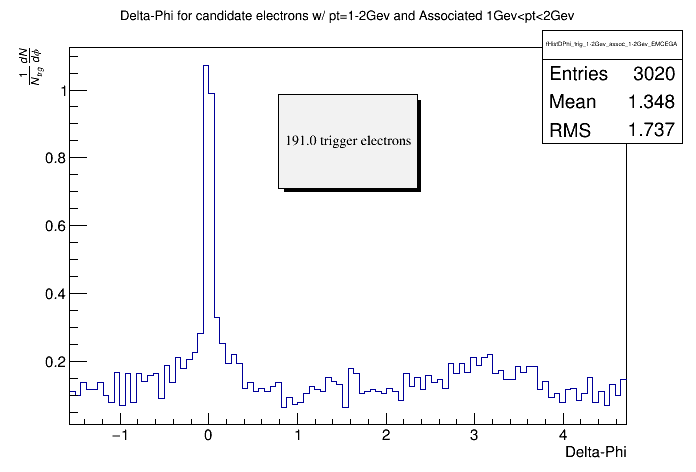 Delta-Phi for candidate electrons w/ pt=1-2Gev and Associated 1Gev<pt<2Gev
fHistDPhi_trig_1-2Gev_assoc_1-2Gev_EMCEGA
Entries 3020
Mean 1.348
RMS 1.737
191.0 trigger electrons
1/N_trg dN/dϕ
1
0.8
0.6
0.4
0.2
−1 0 1 2 3 4
Delta-Phi